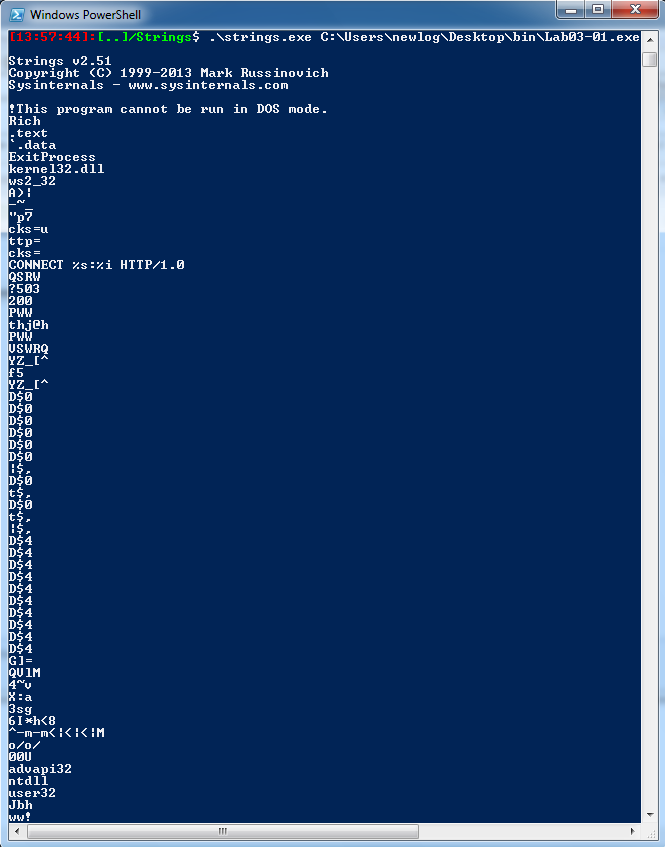 Windows PowerShell
[13:57:44]:[..]/Strings$ .\strings.exe C:\Users\newlog\Desktop\bin\Lab03-01.exe
Strings v2.51
Copyright (C) 1999-2013 Mark Russinovich
Sysinternals - www.sysinternals.com
!This program cannot be run in DOS mode.
Rich
.text
`.data
ExitProcess
kernel32.dll
ws2_32
A)|
-~_
"p7
cks=u
ttp=
cks=
CONNECT %s:%i HTTP/1.0
QSRW
?503
200
PWW
thj@h
PWW
VSWRQ
YZ_[^
f5
YZ_[^
D$0
D$0
D$0
D$0
D$0
D$0
|$,
D$0
t$,
D$0
t$,
|$,
D$4
D$4
D$4
D$4
D$4
D$4
D$4
D$4
D$4
D$4
G]=
QVlM
4~v
X:a
3sg
6I*h<8
^-m-m<|<|<|M
o/o/
00U
advapi32
ntdll
user32
Jbh
ww!